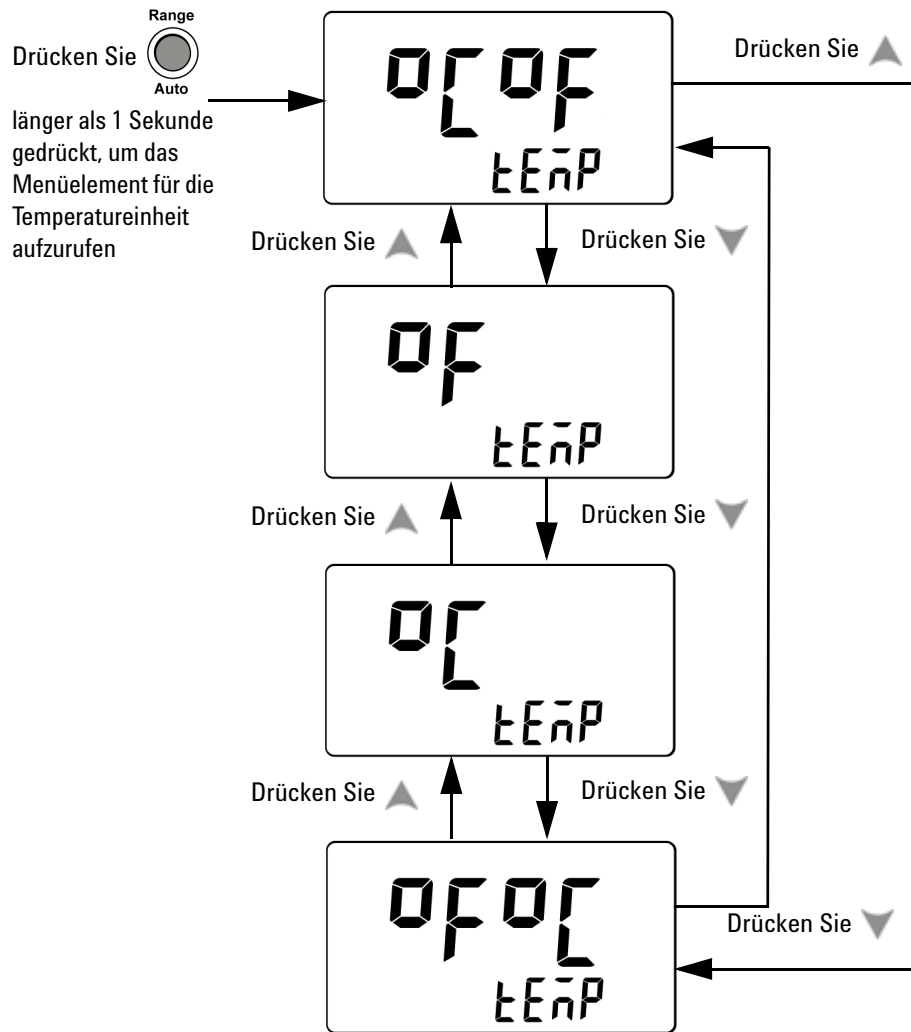 Range
Drücken Sie
Auto
länger als 1 Sekunde
gedrückt, um das
Menüelement für die
Temperatureinheit
aufzurufen
°C°F
tEmP
Drücken Sie
Drücken Sie
Drücken Sie
°F
tEmP
Drücken Sie
Drücken Sie
°C
tEmP
Drücken Sie
Drücken Sie
°F°C
tEmP
Drücken Sie